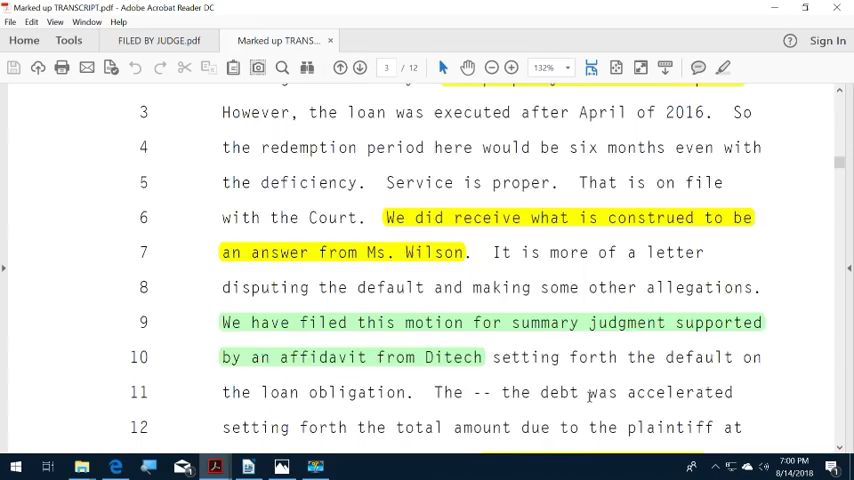 Marked up TRANSCRIPT.pdf - Adobe Acrobat Reader DC
File Edit View Window Help
Home Tools FILED BY JUDGE.pdf Marked up TRANS... × Sign In
3 / 12 132%
3 However, the loan was executed after April of 2016. So
4 the redemption period here would be six months even with
5 the deficiency. Service is proper. That is on file
6 with the Court. We did receive what is construed to be
7 an answer from Ms. Wilson. It is more of a letter
8 disputing the default and making some other allegations.
9 We have filed this motion for summary judgment supported
10 by an affidavit from Ditech setting forth the default on
11 the loan obligation. The -- the debt was accelerated
12 setting forth the total amount due to the plaintiff at
7:00 PM
8/14/2018